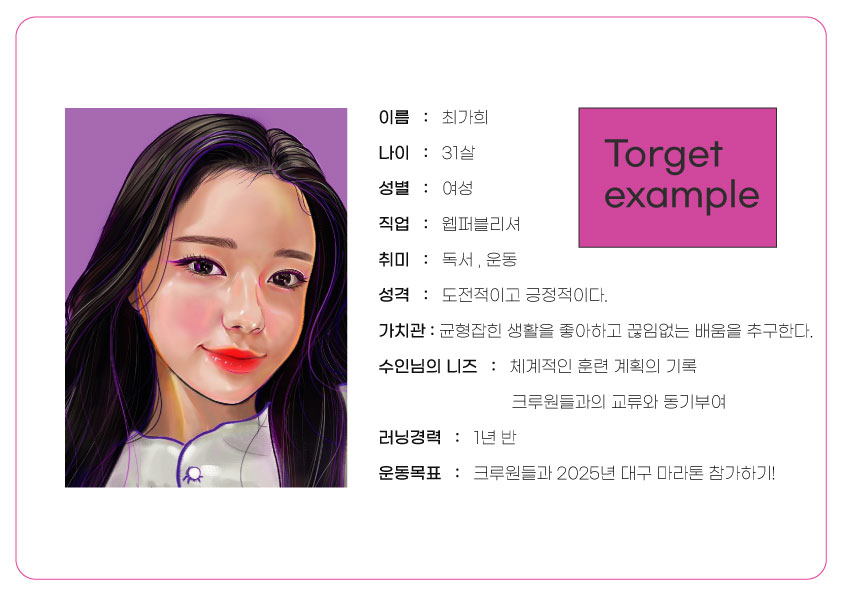 이름 : 최가희
나이 : 31살
성별 : 여성
직업 : 웹퍼블리셔
취미 : 독서 , 운동
성격 : 도전적이고 긍정적이다.
가치관 : 균형잡힌 생활을 좋아하고 끊임없는 배움을 추구한다.
수인님의 니즈 : 체계적인 훈련 계획의 기록
크루원들과의 교류와 동기부여
러닝경력 : 1년 반
운동목표 : 크루원들과 2025년 대구 마라톤 참가하기!
Torget
example